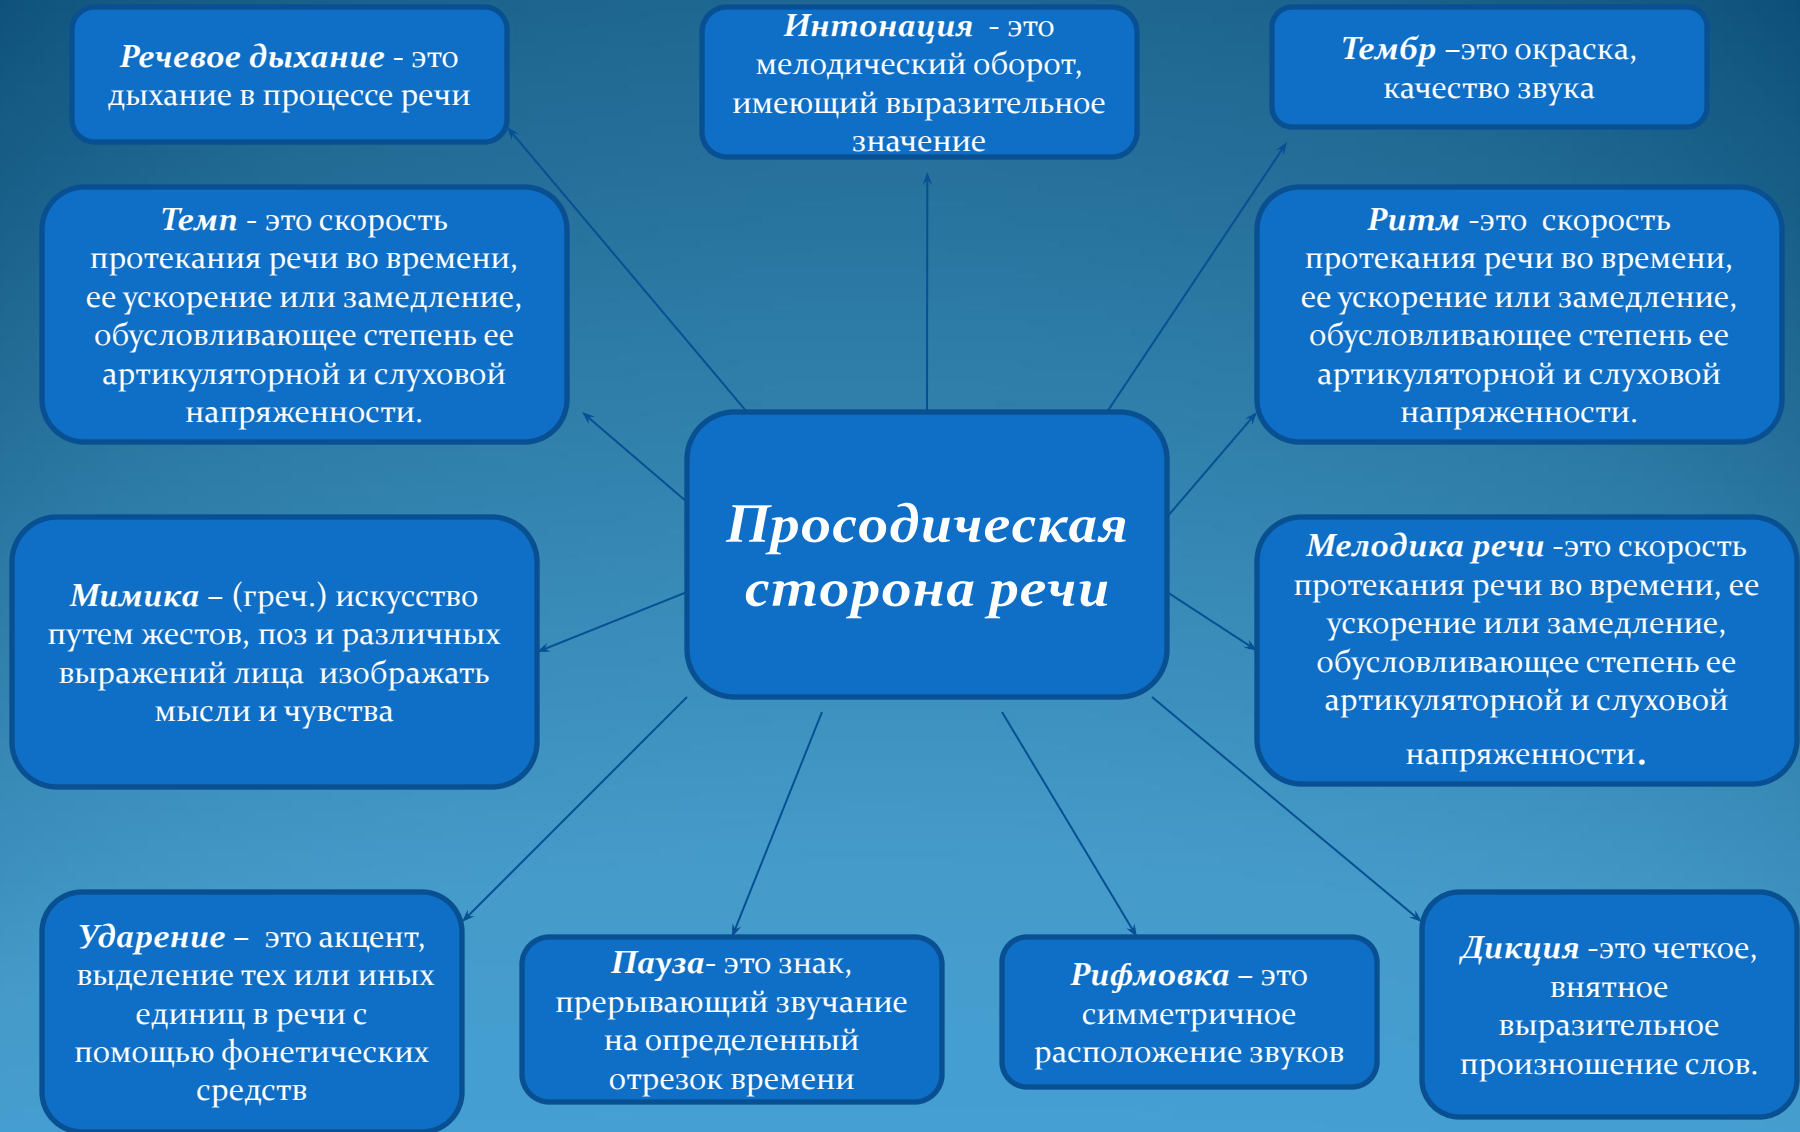 Речевое дыхание - это
дыхание в процессе речи
Интонация - это
мелодический оборот,
имеющий выразительное
значение
Тембр –это окраска,
качество звука
Темп - это скорость
протекания речи во времени,
ее ускорение или замедление,
обусловливающее степень ее
артикуляторной и слуховой
напряженности.
Ритм -это скорость
протекания речи во времени,
ее ускорение или замедление,
обусловливающее степень ее
артикуляторной и слуховой
напряженности.
Просодическая
сторона речи
Мимика – (греч.) искусство
путем жестов, поз и различных
выражений лица изображать
мысли и чувства
Мелодика речи -это скорость
протекания речи во времени, ее
ускорение или замедление,
обусловливающее степень ее
артикуляторной и слуховой
напряженности.
Ударение – это акцент,
выделение тех или иных
единиц в речи с
помощью фонетических
средств
Пауза- это знак,
прерывающий звучание
на определенный
отрезок времени
Рифмовка – это
симметричное
расположение звуков
Дикция -это четкое,
внятное
выразительное
произношение слов.